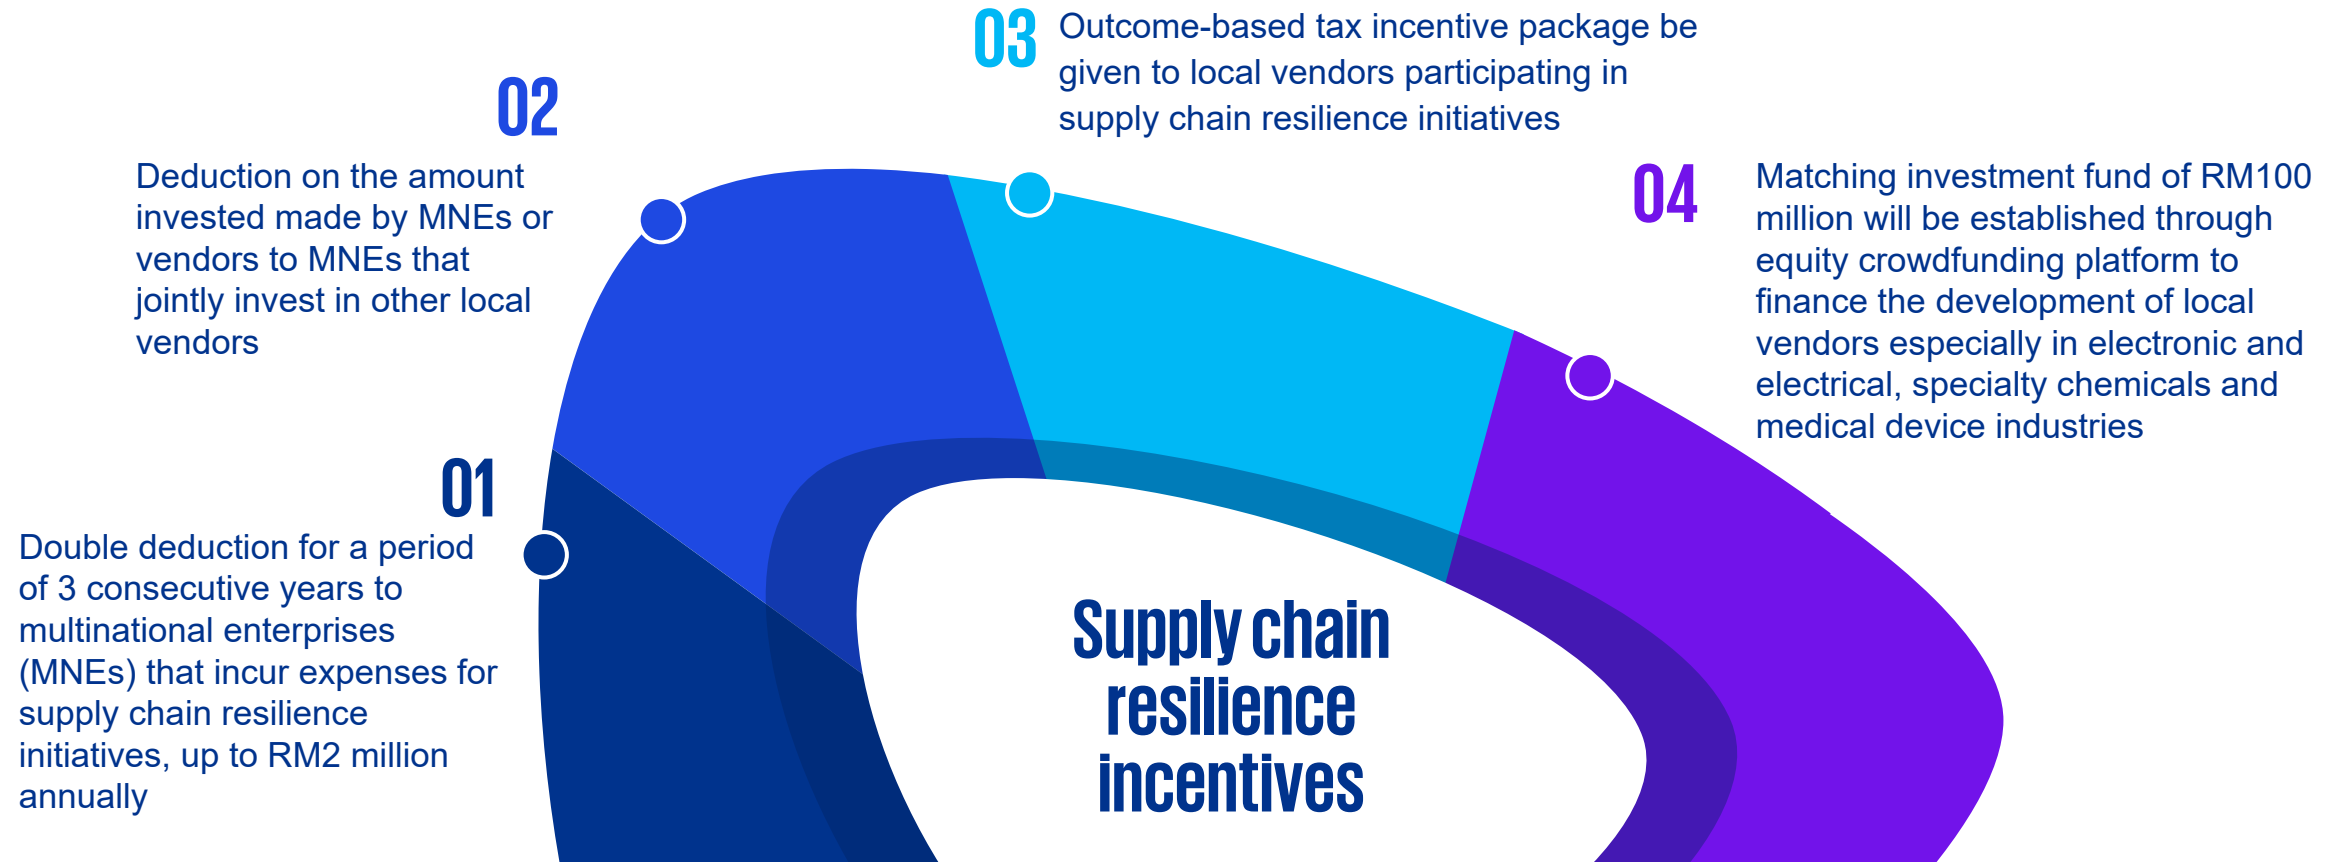 01
Double deduction for a period
of 3 consecutive years to
multinational enterprises
(MNEs) that incur expenses for
supply chain resilience
initiatives, up to RM2 million
annually
02
Deduction on the amount
invested made by MNEs or
vendors to MNEs that
jointly invest in other local
vendors
03
Outcome-based tax incentive package be
given to local vendors participating in
supply chain resilience initiatives
04
Matching investment fund of RM100
million will be established through
equity crowdfunding platform to
finance the development of local
vendors especially in electronic and
electrical, specialty chemicals and
medical device industries
Supply chain
resilience
incentives